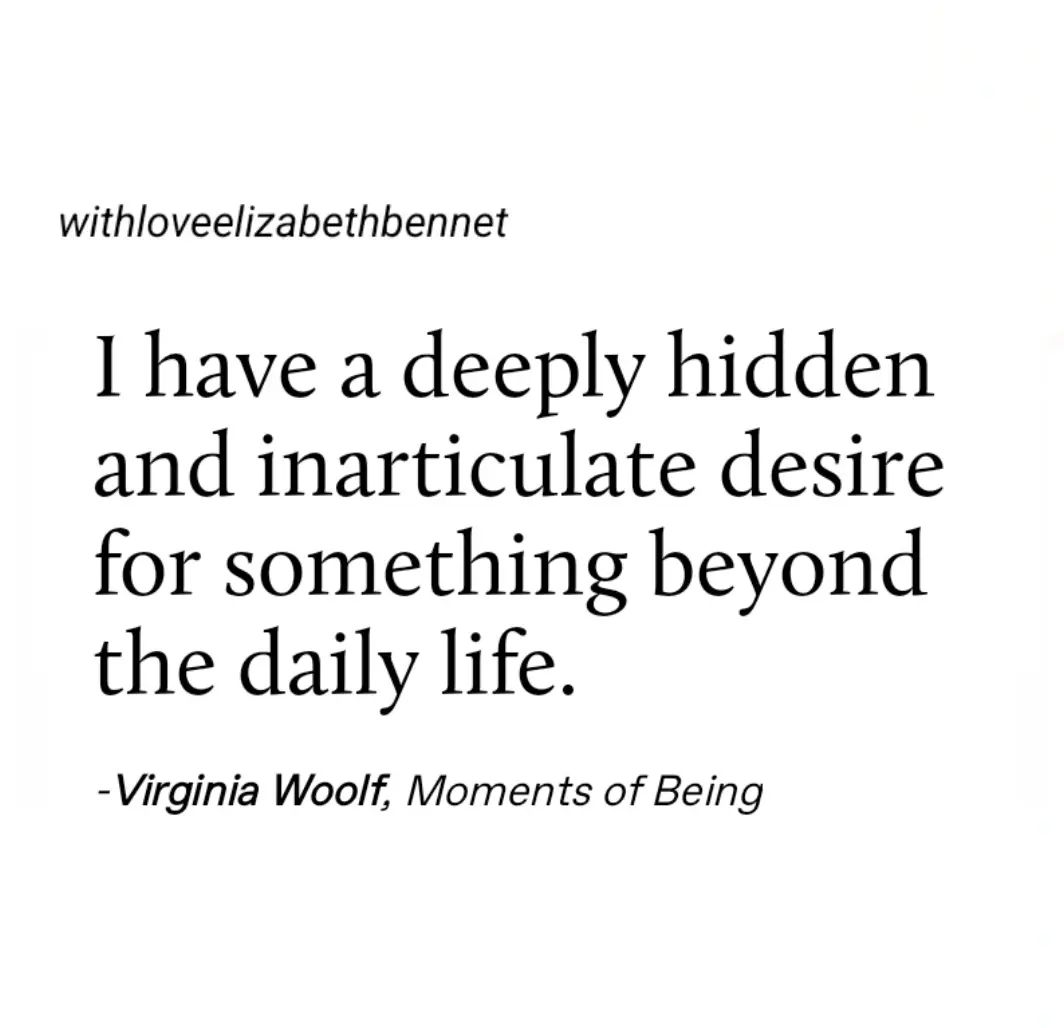 withloveelizabethbennet
I have a deeply hidden
and inarticulate desire
for something beyond
the daily life.
-Virginia Woolf, Moments of Being